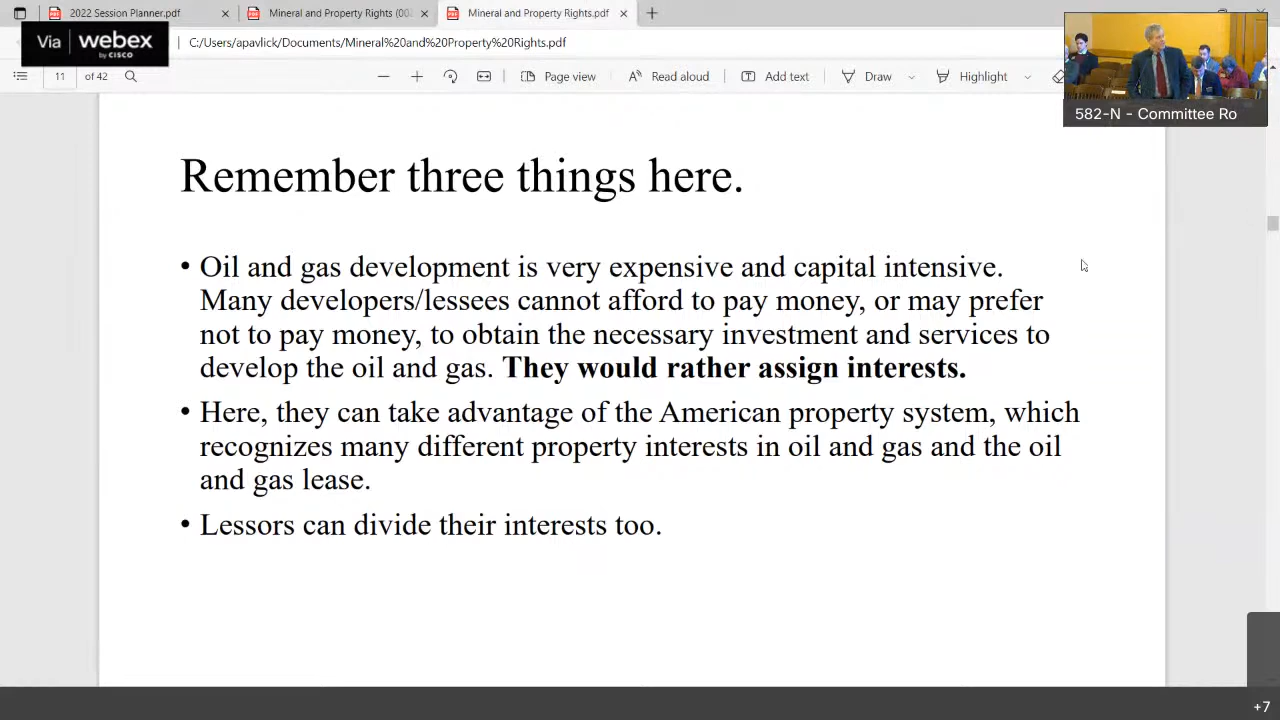 2022 Session Planner.pdf
Mineral and Property Rights (00
Mineral and Property Rights.pdf
Via webex
by CISCO
C:/Users/apavlick/Documents/Mineral%20and%20Property%20Rights.pdf
11 of 42
Page view
Read aloud
Add text
Draw
Highlight
582-N - Committee Ro
Remember three things here.
• Oil and gas development is very expensive and capital intensive.
Many developers/lessees cannot afford to pay money, or may prefer
not to pay money, to obtain the necessary investment and services to
develop the oil and gas. They would rather assign interests.
• Here, they can take advantage of the American property system, which
recognizes many different property interests in oil and gas and the oil
and gas lease.
• Lessors can divide their interests too.
+7